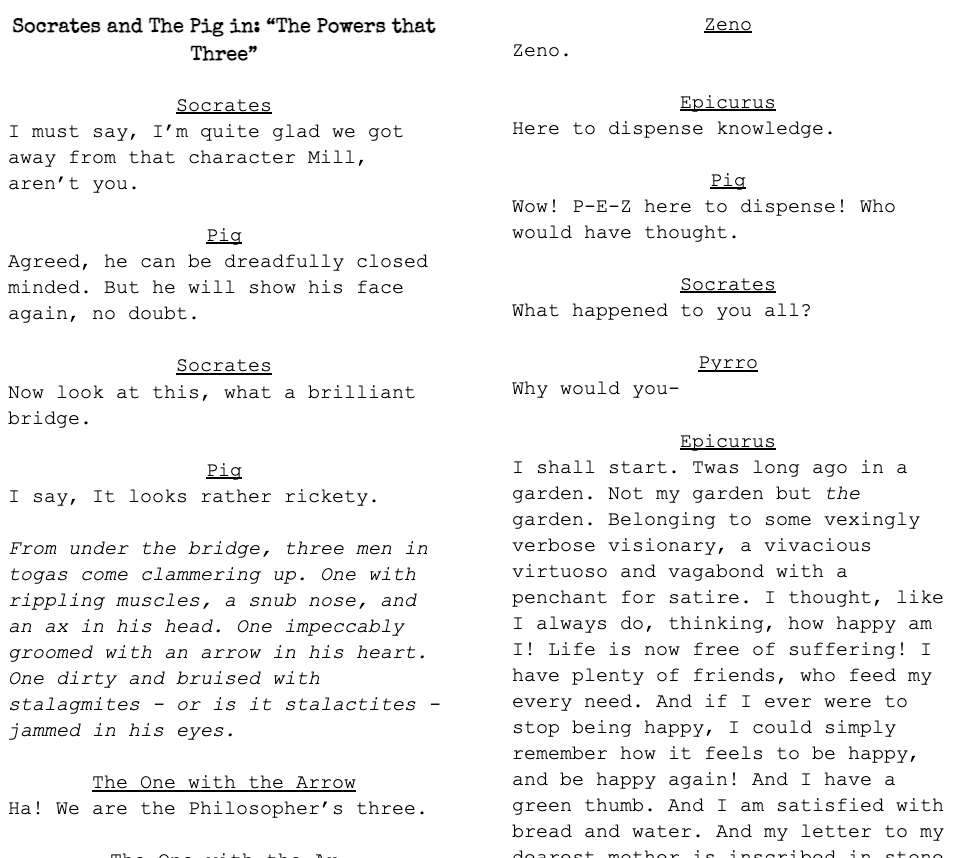 Socrates and The Pig in: “The Powers that
Three”
Socrates
I must say, I’m quite glad we got
away from that character Mill,
aren’t you.
Pig
Agreed, he can be dreadfully closed
minded. But he will show his face
again, no doubt.
Socrates
Now look at this, what a brilliant
bridge.
Pig
I say, It looks rather rickety.
From under the bridge, three men in
togas come clammering up. One with
rippling muscles, a snub nose, and
an ax in his head. One impeccably
groomed with an arrow in his heart.
One dirty and bruised with
stalagmites - or is it stalactites -
jammed in his eyes.
The One with the Arrow
Ha! We are the Philosopher’s three.
The One with the Ax
Zeno
Zeno.
Epicurus
Here to dispense knowledge.
Pig
Wow! P-E-Z here to dispense! Who
would have thought.
Socrates
What happened to you all?
Pyrro
Why would you-
Epicurus
I shall start. Twas long ago in a
garden. Not my garden but the
garden. Belonging to some vexingly
verbose visionary, a vivacious
virtuoso and vagabond with a
penchant for satire. I thought, like
I always do, thinking, how happy am
I! Life is now free of suffering! I
have plenty of friends, who feed my
every need. And if I ever were to
stop being happy, I could simply
remember how it feels to be happy,
and be happy again! And I have a
green thumb. And I am satisfied with
bread and water. And my letter to my
dearest mother is inscribed in stone